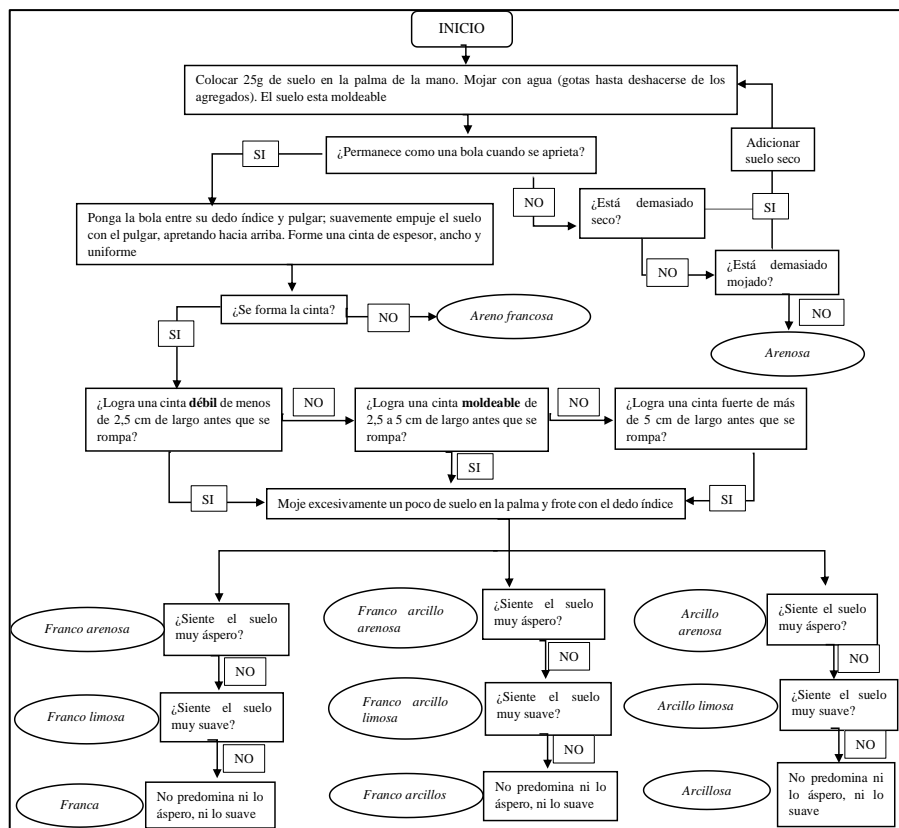 INICIO
Colocar 25g de suelo en la palma de la mano. Mojar con agua (gotas hasta deshacerse de los
agregados). El suelo esta moldeable
Adicionar
suelo seco
SI
¿Permanece como una bola cuando se aprieta?
NO
¿Está demasiado
seco?
SI
Ponga la bola entre su dedo índice y pulgar; suavemente empuje el suelo
con el pulgar, apretando hacia arriba. Forme una cinta de espesor, ancho y
uniforme
NO
¿Está demasiado
mojado?
¿Se forma la cinta?
NO
Areno francosa
NO
SI
Arenosa
¿Logra una cinta débil de menos
de 2,5 cm de largo antes que se
rompa?
NO
¿Logra una cinta moldeable de
2,5 a 5 cm de largo antes que se
rompa?
NO
¿Logra una cinta fuerte de más
de 5 cm de largo antes que se
rompa?
SI
SI
SI
Moje excesivamente un poco de suelo en la palma y frote con el dedo índice
Franco arenosa
¿Siente el suelo
muy áspero?
Franco arcillo
arenosa
¿Siente el suelo
muy áspero?
Arcillo
arenosa
¿Siente el suelo
muy áspero?
NO
NO
NO
Franco limosa
¿Siente el suelo
muy suave?
Franco arcillo
limosa
¿Siente el suelo
muy suave?
Arcillo limosa
¿Siente el suelo
muy suave?
NO
NO
NO
Franca
No predomina ni lo
áspero, ni lo suave
Franco arcillos
No predomina ni lo
áspero, ni lo suave
Arcillosa
No predomina ni
lo áspero, ni lo
suave